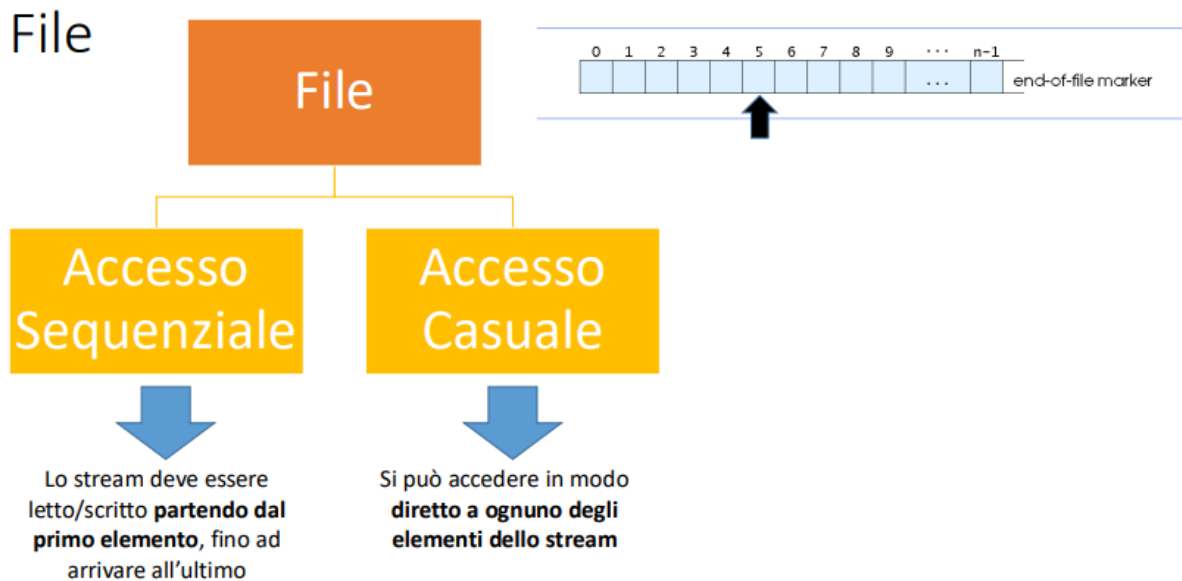 File
File
0 1 2 3 4 5 6 7 8 9 ... n-1
... end-of-file marker
Accesso
Sequenziale
Accesso
Casuale
Lo stream deve essere
letto/scritto partendo dal
primo elemento, fino ad
arrivare all’ultimo
Si può accedere in modo
diretto a ognuno degli
elementi dello stream